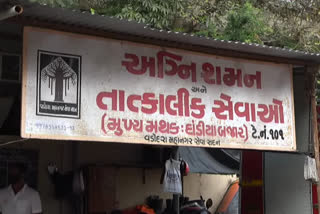 અગ્નિ શમન
અને
તાત્કાલીક સેવાઓ
(મુખ્ય મથક : દાંડીયા બજાર) ટે.નં.૧૦૧
વડોદરા મહાનગર સેવા સદન